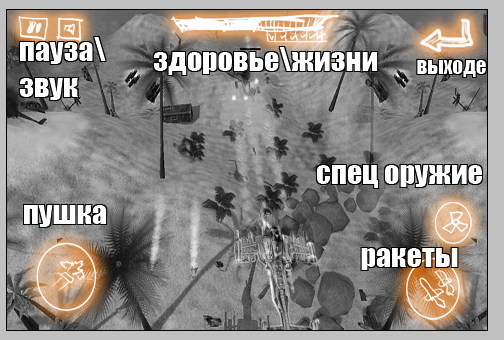 пауза\
звук
здоровье\жизни
выходе
спец оружие
пушка
ракеты